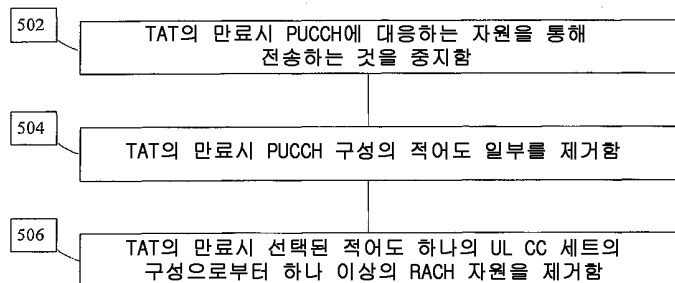 502
TAT의 만료시 PUCCH에 대응하는 자원을 통해
전송하는 것을 중지함
504
TAT의 만료시 PUCCH 구성의 적어도 일부를 제거함
506
TAT의 만료시 선택된 적어도 하나의 UL CC 세트의
구성으로부터 하나 이상의 RACH 자원을 제거함